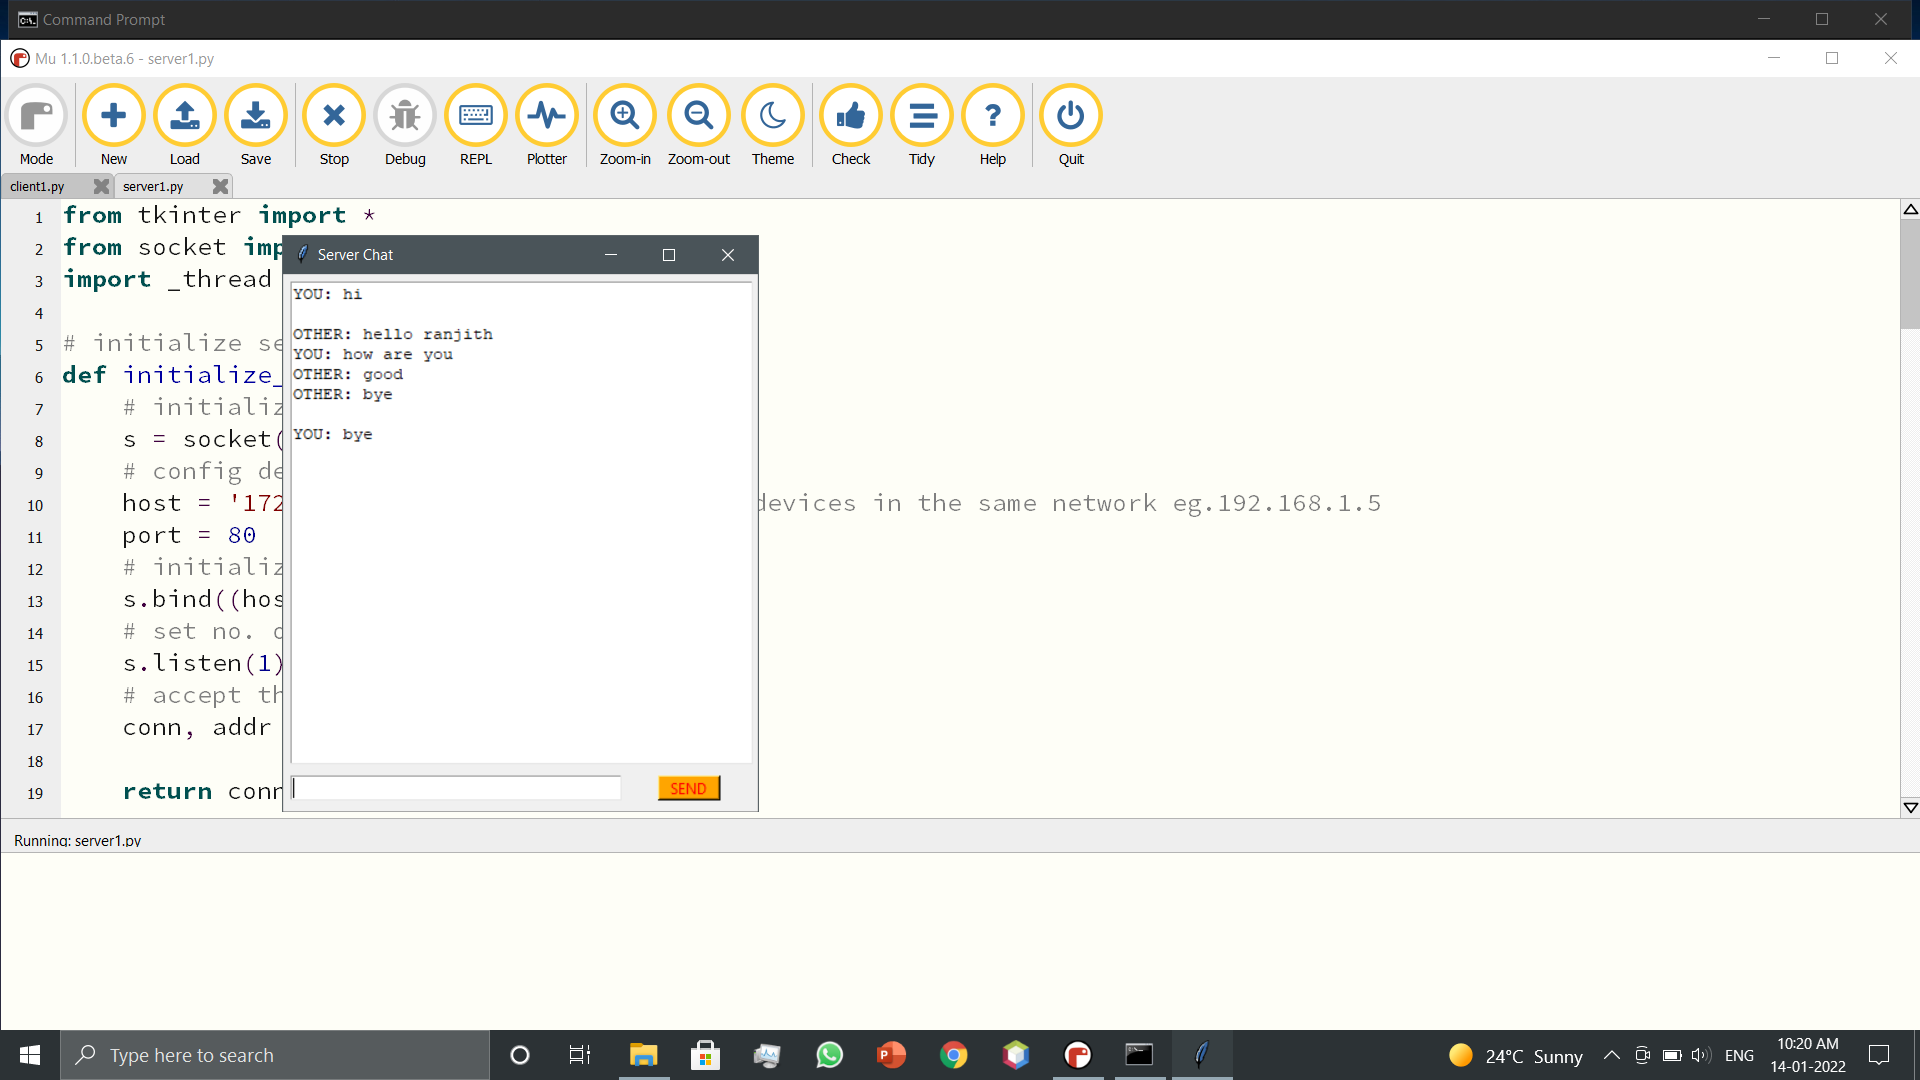 Command Prompt
Mu 1.1.0.beta.6 - server1.py
Mode New Load Save Stop Debug REPL Plotter Zoom-in Zoom-out Theme Check Tidy Help Quit
client1.py server1.py
1 from tkinter import *
2 from socket imp
3 import _thread
4
5 # initialize se
6 def initialize_
7 # initializ
8 s = socket(
9 # config de
10 host = '172 devices in the same network eg.192.168.1.5
11 port = 80
12 # initializ
13 s.bind((hos
14 # set no. o
15 s.listen(1)
16 # accept th
17 conn, addr
18
19 return conn
Server Chat
YOU: hi
OTHER: hello ranjith
YOU: how are you
OTHER: good
OTHER: bye
YOU: bye
SEND
Running: server1.py
Type here to search
24°C Sunny
ENG
10:20 AM
14-01-2022